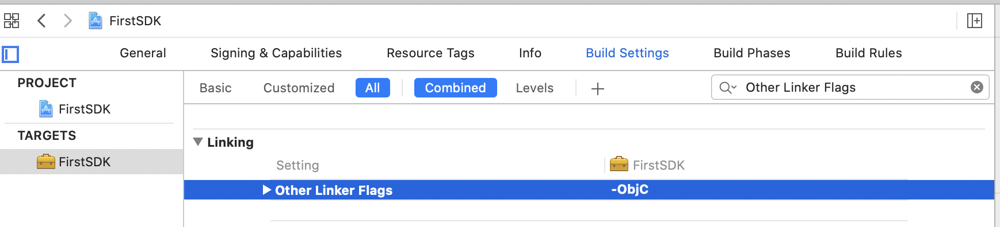 FirstSDK
General Signing & Capabilities Resource Tags Info Build Settings Build Phases Build Rules
PROJECT
FirstSDK
TARGETS
FirstSDK
Basic Customized All Combined Levels Other Linker Flags
Linking
Setting FirstSDK
Other Linker Flags -ObjC